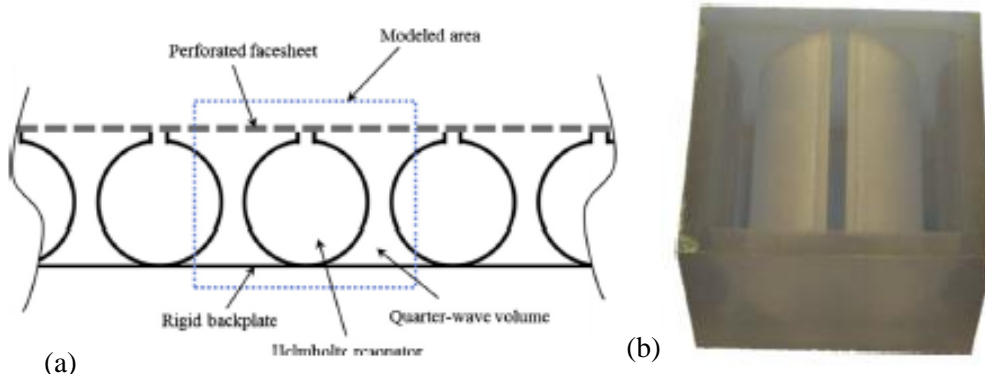 Modeled area
Perforated facesheet
Rigid backplate
Quarter-wave volume
Helmholtz resonator
(a)
(b)